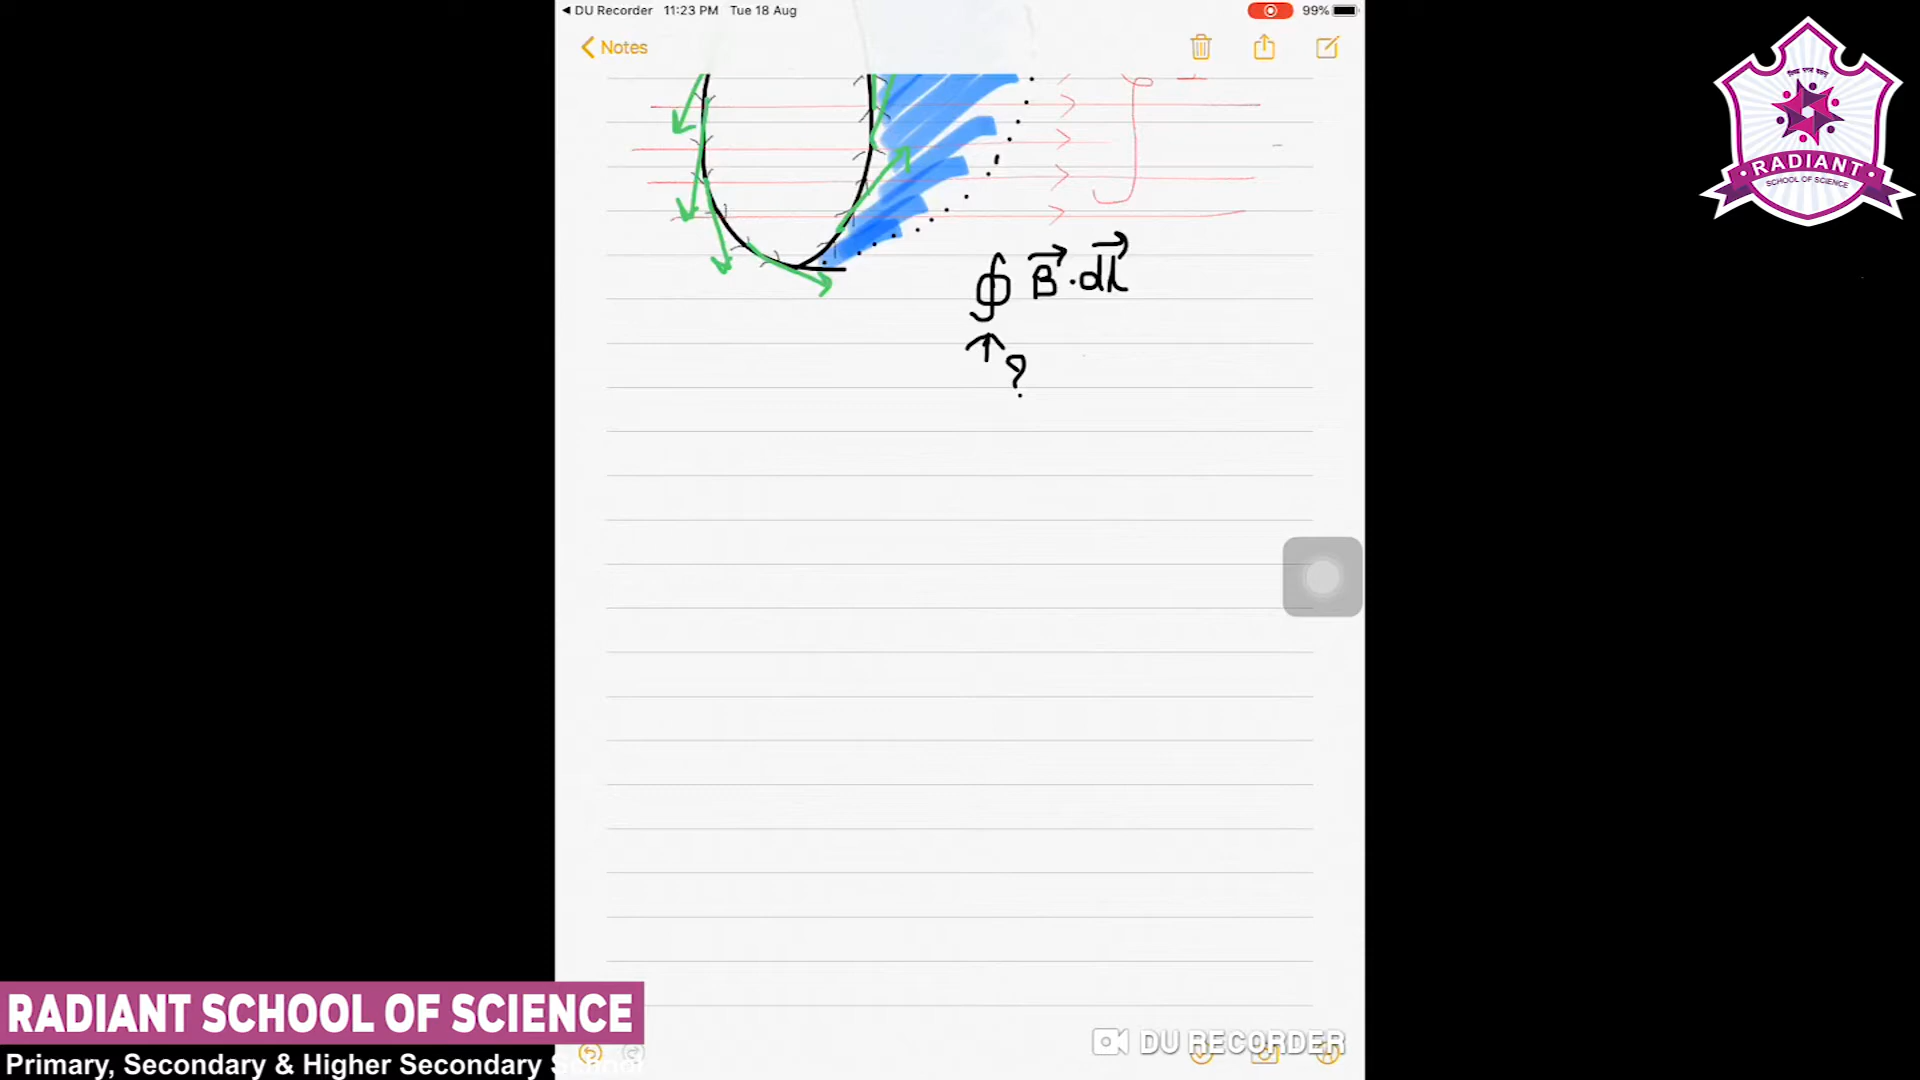 DU Recorder 11:23 PM Tue 18 Aug 99%
Notes
∮ B⃗ · dl⃗
↑ ?
RADIANT
SCHOOL OF SCIENCE
RADIANT SCHOOL OF SCIENCE
Primary, Secondary & Higher Secondary School
DU RECORDER